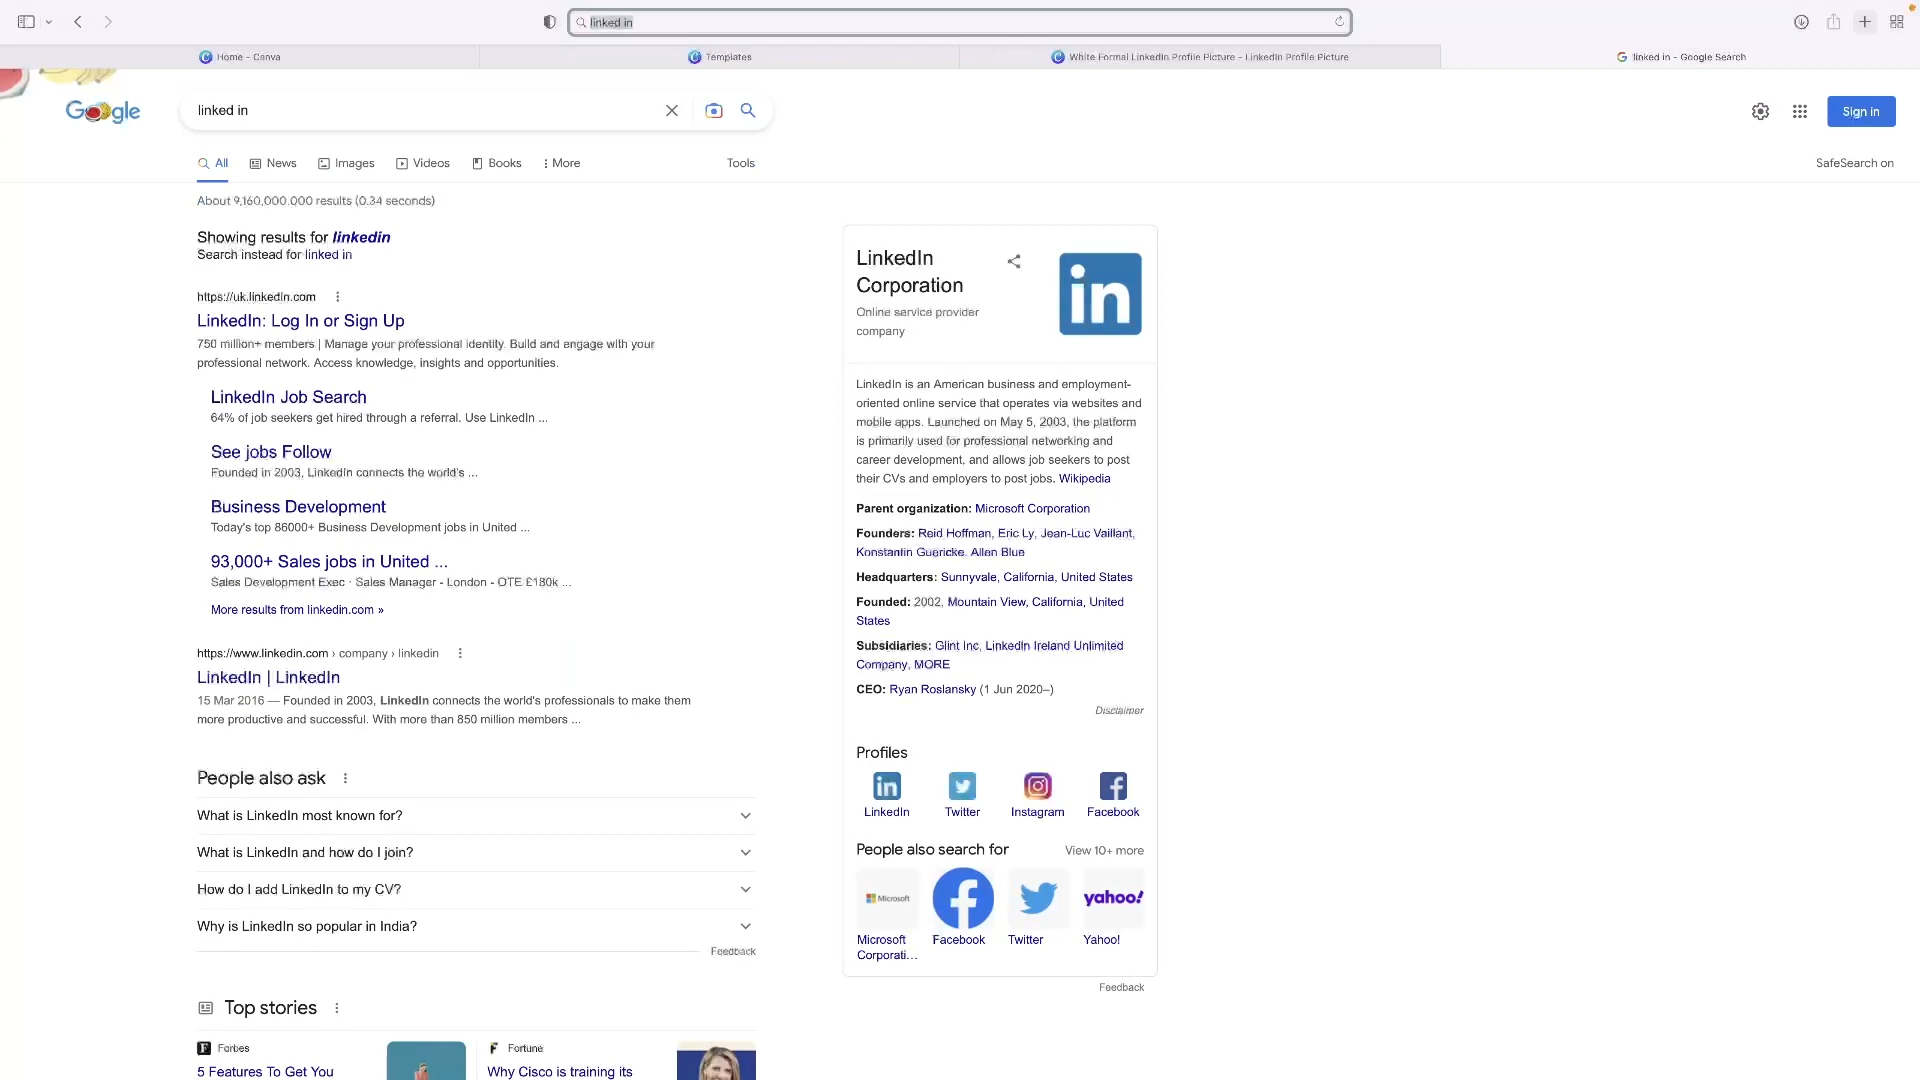 linked in
Home – Canva
Templates
White Formal LinkedIn Profile Picture – LinkedIn Profile Picture
linked in - Google Search
Google
linked in
Sign in
All
News
Images
Videos
Books
More
Tools
SafeSearch on
About 9,160,000,000 results (0.34 seconds)
Showing results for linkedin
Search instead for linked in
https://uk.linkedin.com
LinkedIn: Log In or Sign Up
750 million+ members | Manage your professional identity. Build and engage with your
professional network. Access knowledge, insights and opportunities.
LinkedIn Job Search
64% of job seekers get hired through a referral. Use LinkedIn ...
See jobs Follow
Founded in 2003, LinkedIn connects the world's ...
Business Development
Today's top 86000+ Business Development jobs in United ...
93,000+ Sales jobs in United ...
Sales Development Exec · Sales Manager - London - OTE £180k ...
More results from linkedin.com »
https://www.linkedin.com › company › linkedin
LinkedIn | LinkedIn
15 Mar 2016 — Founded in 2003, LinkedIn connects the world's professionals to make them
more productive and successful. With more than 850 million members ...
People also ask
What is LinkedIn most known for?
What is LinkedIn and how do I join?
How do I add LinkedIn to my CV?
Why is LinkedIn so popular in India?
Feedback
Top stories
Forbes
5 Features To Get You
Fortune
Why Cisco is training its
LinkedIn
Corporation
Online service provider
company
in
LinkedIn is an American business and employment-
oriented online service that operates via websites and
mobile apps. Launched on May 5, 2003, the platform
is primarily used for professional networking and
career development, and allows job seekers to post
their CVs and employers to post jobs. Wikipedia
Parent organization: Microsoft Corporation
Founders: Reid Hoffman, Eric Ly, Jean-Luc Vaillant,
Konstantin Guericke, Allen Blue
Headquarters: Sunnyvale, California, United States
Founded: 2002, Mountain View, California, United
States
Subsidiaries: Glint Inc, LinkedIn Ireland Unlimited
Company, MORE
CEO: Ryan Roslansky (1 Jun 2020–)
Disclaimer
Profiles
in
LinkedIn
Twitter
Instagram
Facebook
People also search for
View 10+ more
Microsoft
yahoo!
Microsoft
Corporati...
Facebook
Twitter
Yahoo!
Feedback